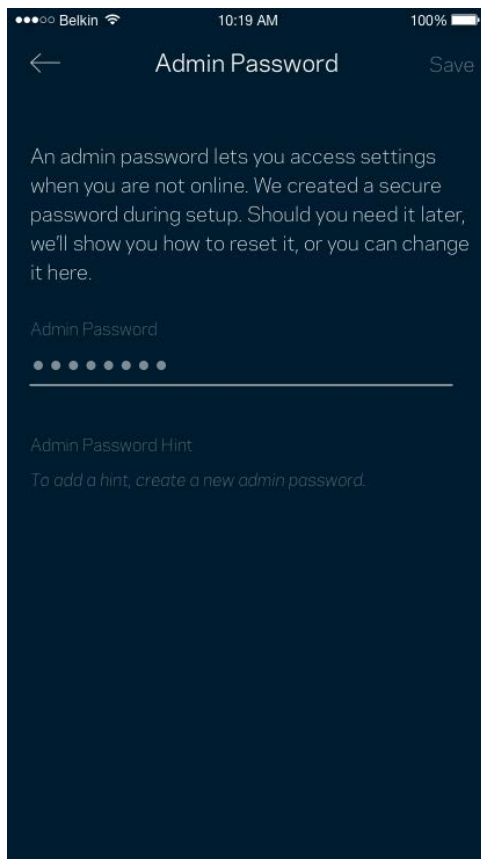 ●●●○○ Belkin 10:19 AM 100%
← Admin Password Save
An admin password lets you access settings
when you are not online. We created a secure
password during setup. Should you need it later,
we'll show you how to reset it, or you can change
it here.
Admin Password
●●●●●●●●
Admin Password Hint
To add a hint, create a new admin password.